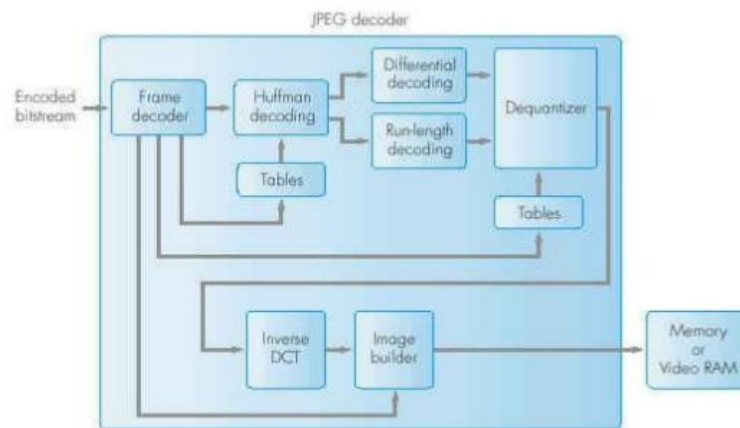 JPEG decoder
Encoded
bitstream
Frame
decoder
Huffman
decoding
Differential
decoding
Run-length
decoding
Dequantizer
Tables
Tables
Inverse
DCT
Image
builder
Memory
or
Video RAM